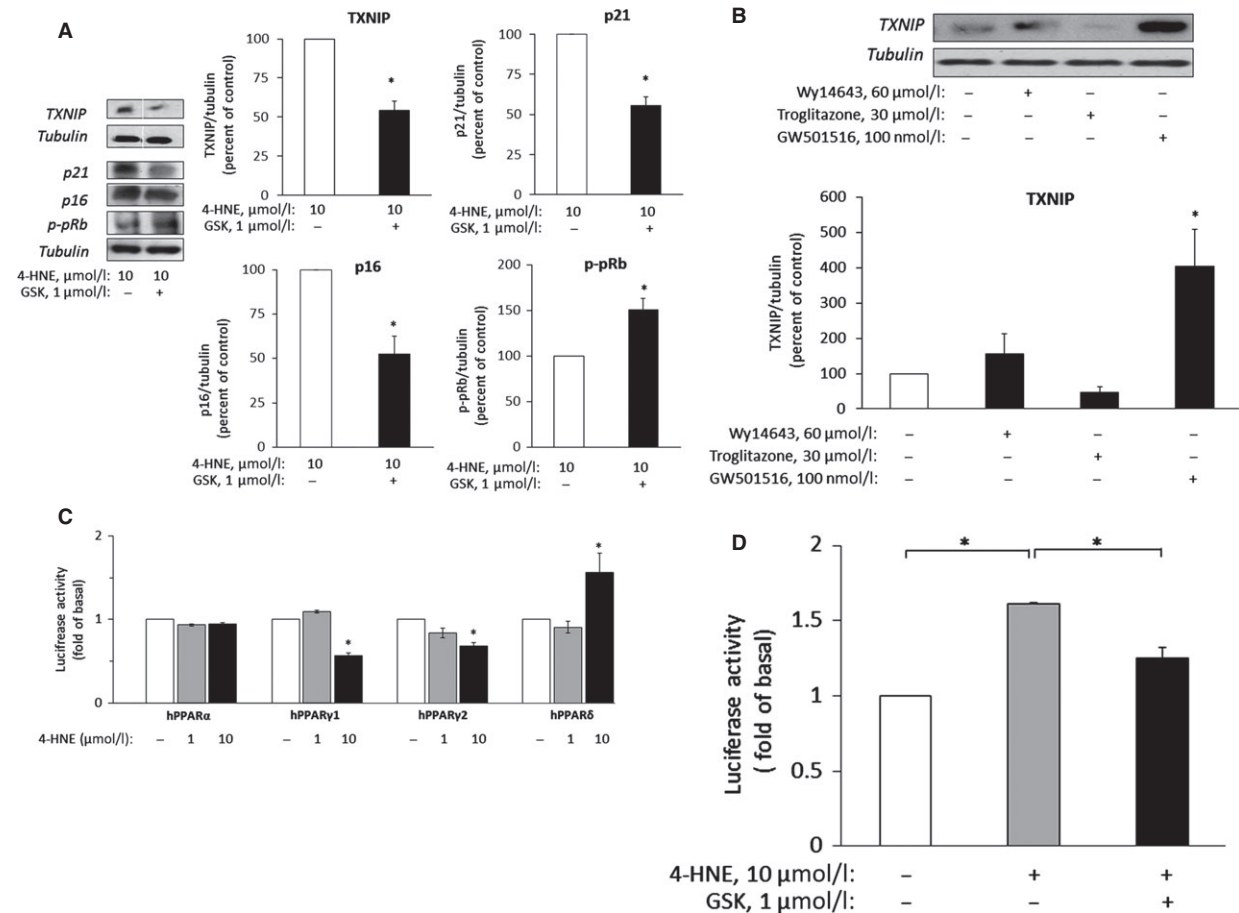 A
TXNIP
Tubulin
p21
p16
p-pRb
Tubulin
4-HNE, µmol/l: 10 10
GSK, 1 µmol/l: – +
TXNIP
TXNIP/tubulin
(percent of control)
100
75
50
25
0
*
4-HNE, µmol/l: 10 10
GSK, 1 µmol/l: – +
p21
p21/tubulin
(percent of control)
100
75
50
25
0
*
4-HNE, µmol/l: 10 10
GSK, 1 µmol/l: – +
p16
p16/tubulin
(percent of control)
100
75
50
25
0
*
4-HNE, µmol/l: 10 10
GSK, 1 µmol/l: – +
p-pRb
p-pRb/tubulin
(percent of control)
200
150
100
50
0
*
4-HNE, µmol/l: 10 10
GSK, 1 µmol/l: – +
B
TXNIP
Tubulin
Wy14643, 60 µmol/l: – + – –
Troglitazone, 30 µmol/l: – – + –
GW501516, 100 nmol/l: – – – +
TXNIP
TXNIP/tubulin
(percent of control)
600
500
400
300
200
100
0
*
Wy14643, 60 µmol/l: – + – –
Troglitazone, 30 µmol/l: – – + –
GW501516, 100 nmol/l: – – – +
C
Lucifrease activity
(fold of basal)
2
1
0
* * *
hPPARα hPPARγ1 hPPARγ2 hPPARδ
4-HNE (µmol/l): – 1 10 – 1 10 – 1 10 – 1 10
D
Luciferase activity
( fold of basal)
2
1.5
1
0.5
0
* *
4-HNE, 10 µmol/l: – + +
GSK, 1 µmol/l: – – +